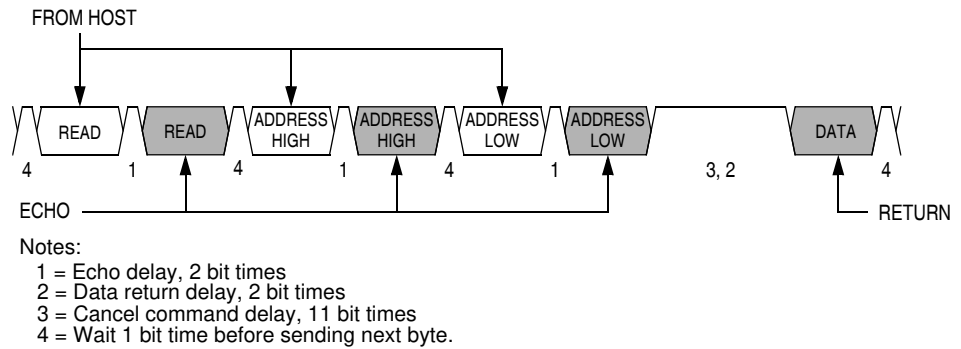 FROM HOST
READ READ ADDRESS HIGH ADDRESS HIGH ADDRESS LOW ADDRESS LOW DATA
4 1 4 1 4 1 3, 2 4
ECHO RETURN
Notes:
1 = Echo delay, 2 bit times
2 = Data return delay, 2 bit times
3 = Cancel command delay, 11 bit times
4 = Wait 1 bit time before sending next byte.